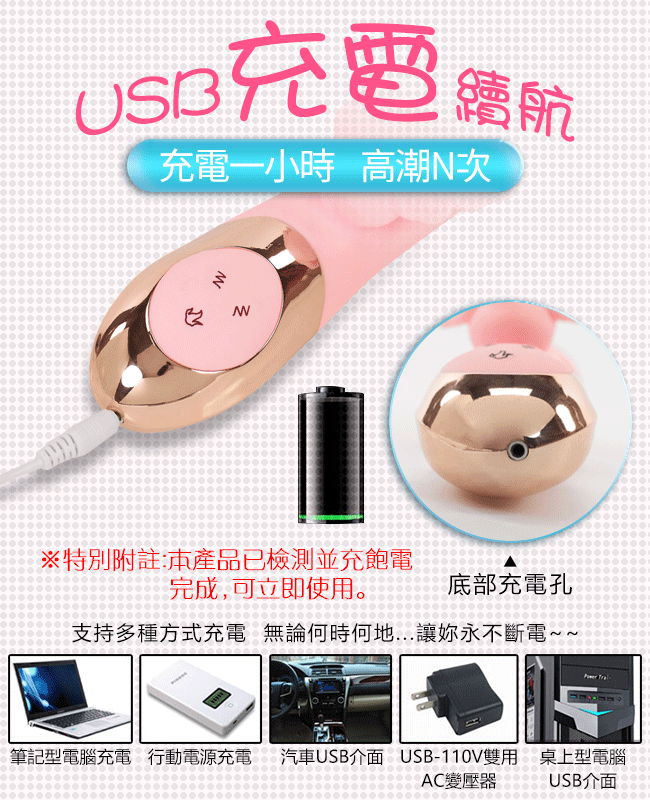 USB充電續航
充電一小時 高潮N次
※特別附註:本產品已檢測並充飽電
完成,可立即使用。
底部充電孔
支持多種方式充電 無論何時何地...讓妳永不斷電~~
筆記型電腦充電
行動電源充電
汽車USB介面
USB-110V雙用
AC變壓器
Power Tral-
桌上型電腦
USB介面